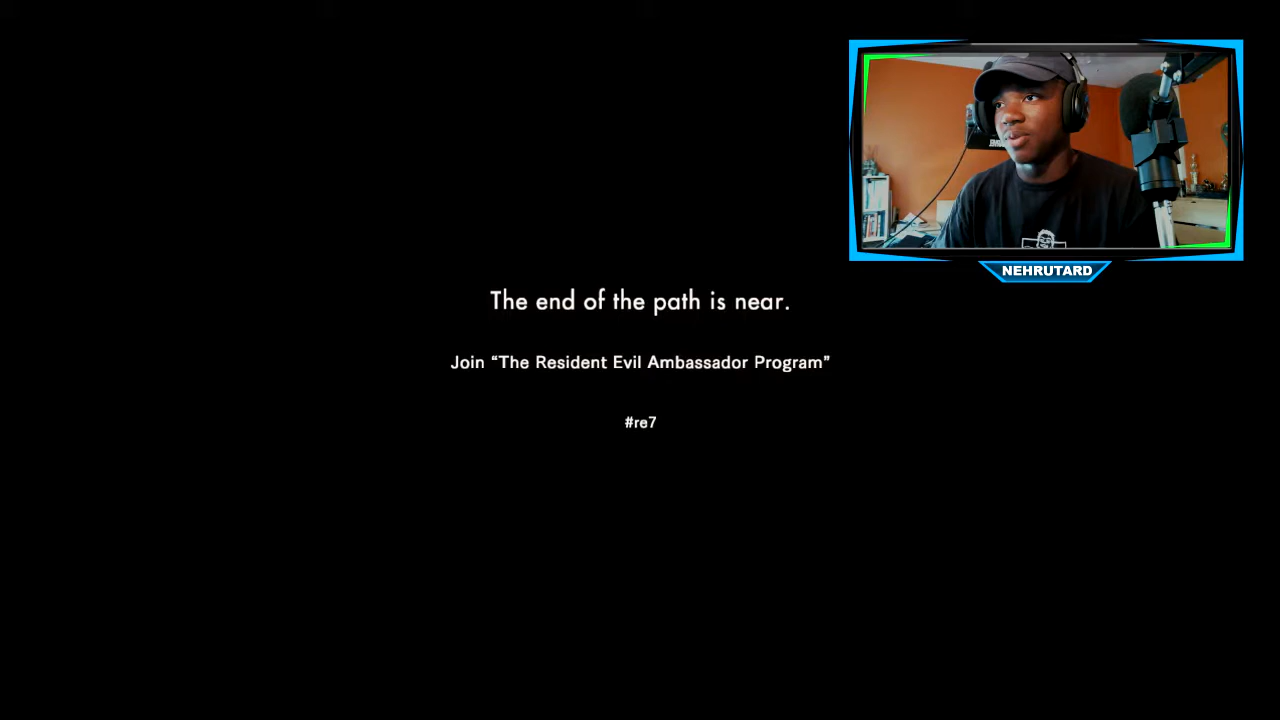 NEHRUTARD
The end of the path is near.
Join “The Resident Evil Ambassador Program”
#re7